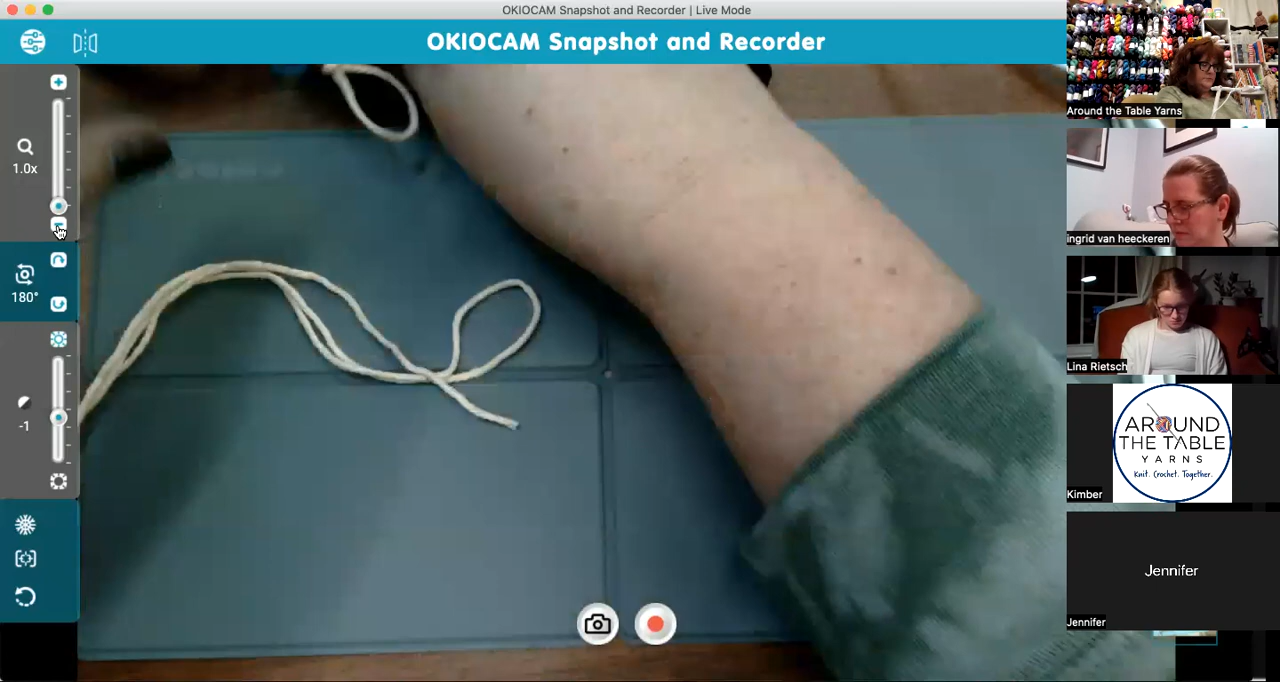 OKIOCAM Snapshot and Recorder | Live Mode
OKIOCAM Snapshot and Recorder
1.0x
180°
-1
Around the Table Yarns
ingrid van heeckeren
Lina Rietsch
AROUND
THE TABLE
YARNS
Knit. Crochet. Together.
Kimber
Jennifer
Jennifer